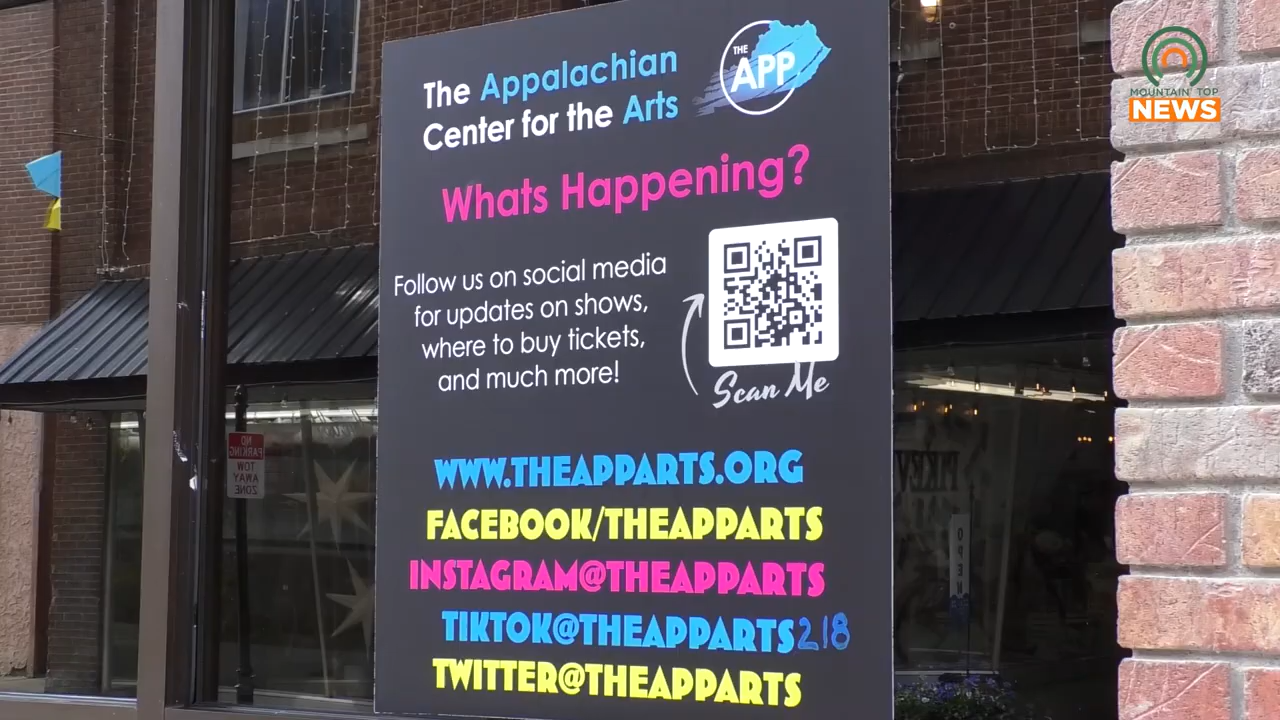 The Appalachian
Center for the Arts
THE
APP
MOUNTAIN TOP
NEWS
Whats Happening?
Follow us on social media
for updates on shows,
where to buy tickets,
and much more!
Scan Me
WWW.THEAPPARTS.ORG
FACEBOOK/THEAPPARTS
INSTAGRAM@THEAPPARTS
TIKTOK@THEAPPARTS218
TWITTER@THEAPPARTS
NO
PARKING
TOW
AWAY
ZONE
OPEN